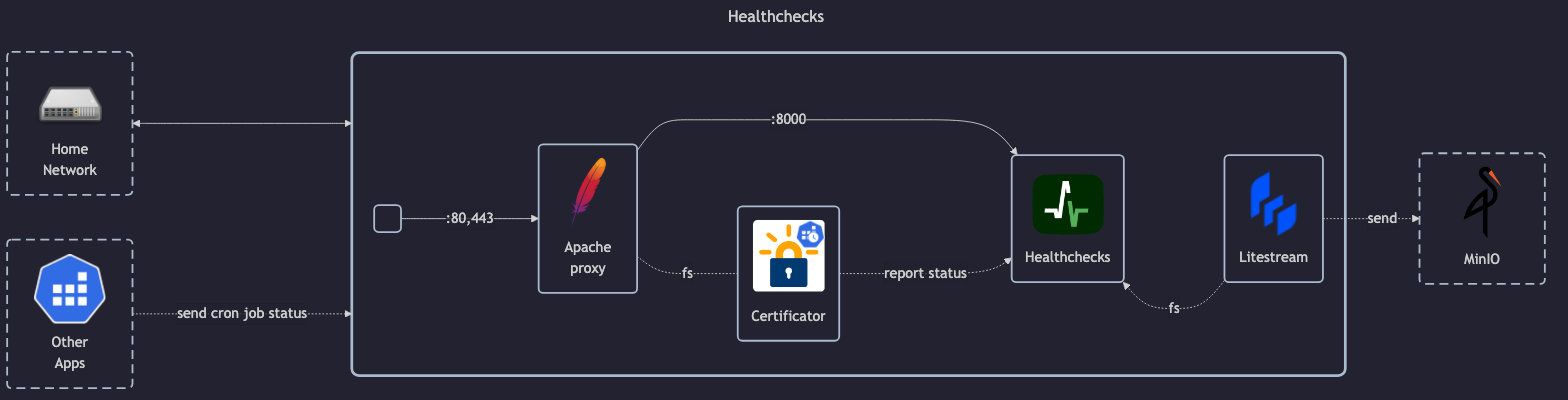 Healthchecks
Home
Network
Other
Apps
send cron job status
:80,443
Apache
proxy
:8000
fs
Certificator
report status
Healthchecks
fs
Litestream
send
MinIO